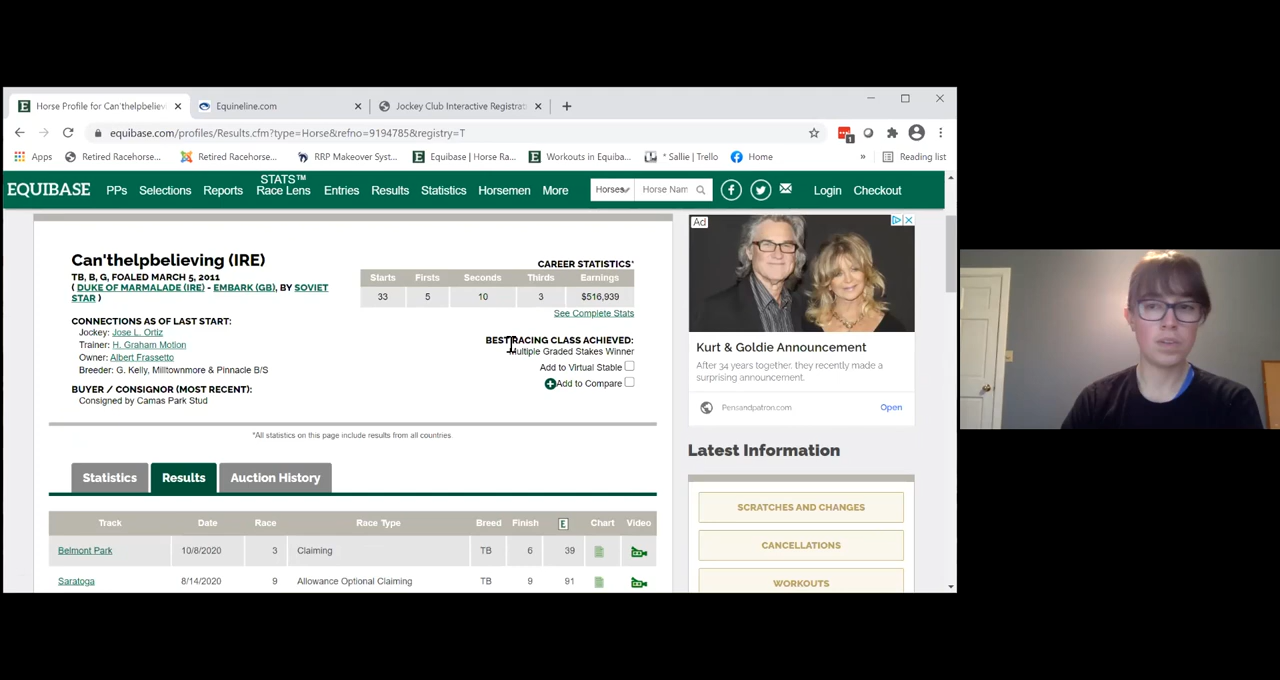 Horse Profile for Can'thelpbelievi
Equineline.com
Jockey Club Interactive Registrat
equibase.com/profiles/Results.cfm?type=Horse&refno=9194785&registry=T
Apps
Retired Racehorse...
Retired Racehorse...
RRP Makeover Syst...
Equibase | Horse Ra...
Workouts in Equiba...
* Sallie | Trello
Home
»
Reading list
EQUIBASE
PPs
Selections
Reports
STATS™
Race Lens
Entries
Results
Statistics
Horsemen
More
Horses
Horse Nam
Login
Checkout
Can'thelpbelieving (IRE)
TB, B, G, FOALED MARCH 5, 2011
( DUKE OF MARMALADE (IRE) - EMBARK (GB), BY SOVIET
STAR )
CONNECTIONS AS OF LAST START:
Jockey: Jose L. Ortiz
Trainer: H. Graham Motion
Owner: Albert Frassetto
Breeder: G. Kelly, Milltownmore & Pinnacle B/S
BUYER / CONSIGNOR (MOST RECENT):
Consigned by Camas Park Stud
CAREER STATISTICS*
Starts Firsts Seconds Thirds Earnings
33 5 10 3 $516,939
See Complete Stats
BEST RACING CLASS ACHIEVED:
Multiple Graded Stakes Winner
Add to Virtual Stable
Add to Compare
*All statistics on this page include results from all countries
Statistics
Results
Auction History
Track Date Race Race Type Breed Finish E Chart Video
Belmont Park 10/8/2020 3 Claiming TB 6 39
Saratoga 8/14/2020 9 Allowance Optional Claiming TB 9 91
Ad
Kurt & Goldie Announcement
After 34 years together, they recently made a
surprising announcement.
Pensandpatron.com
Open
Latest Information
SCRATCHES AND CHANGES
CANCELLATIONS
WORKOUTS